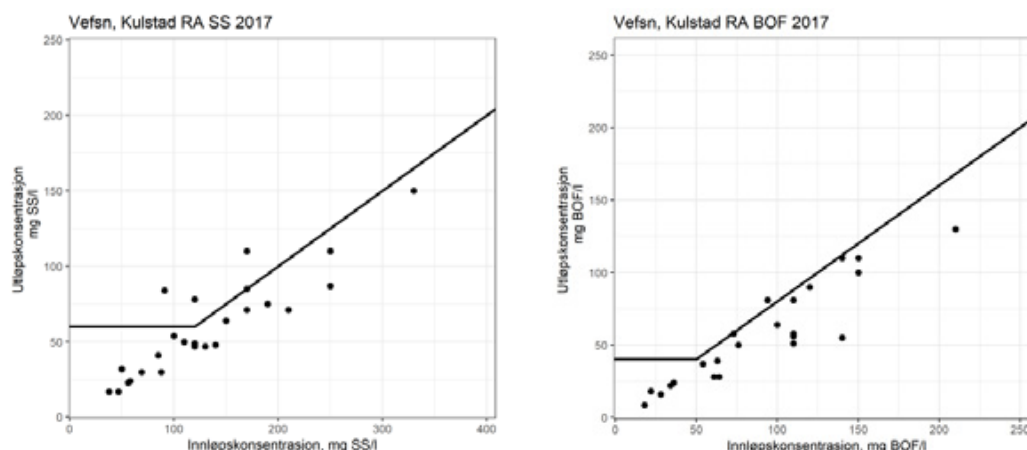 Vefsn, Kulstad RA SS 2017
250
200
150
100
50
0
Utløpskonsentrasjon
mg SS/l
0 100 200 300 400
Innløpskonsentrasjon, mg SS/l
Vefsn, Kulstad RA BOF 2017
250
200
150
100
50
0
Utløpskonsentrasjon
mg BOF/l
0 50 100 150 200 250
Innløpskonsentrasjon, mg BOF/l